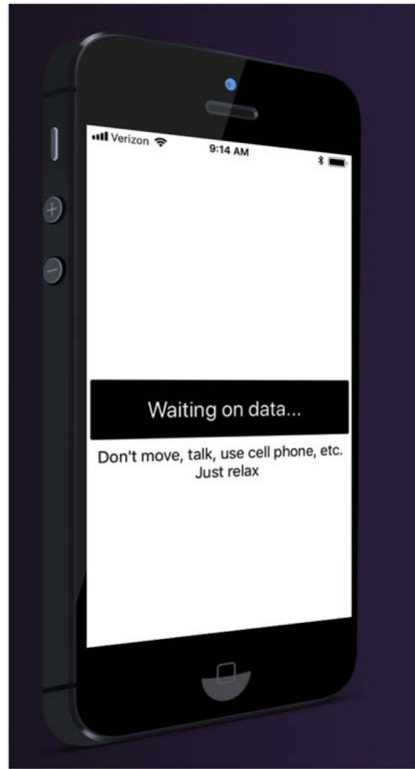 Verizon 9:14 AM
Waiting on data...
Don't move, talk, use cell phone, etc.
Just relax